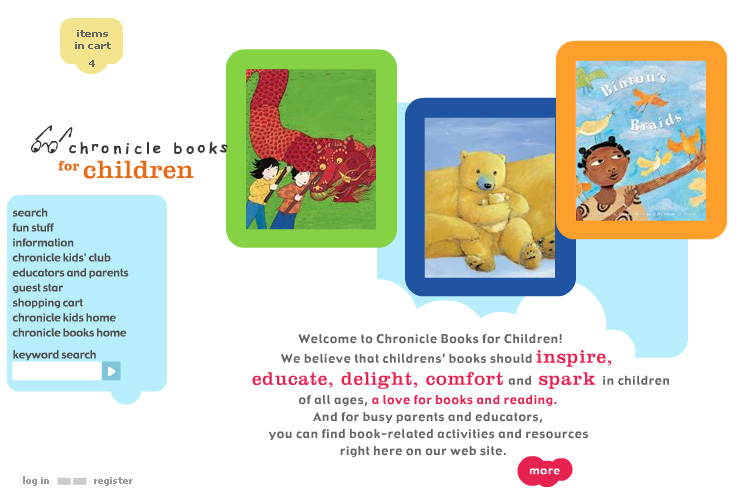 items
in cart
4
chronicle books
for children
Bintou's
Braids
search
fun stuff
information
chronicle kids' club
educators and parents
guest star
shopping cart
chronicle kids home
chronicle books home
keyword search
Welcome to Chronicle Books for Children!
We believe that childrens' books should inspire,
educate, delight, comfort and spark in children
of all ages, a love for books and reading.
And for busy parents and educators,
you can find book-related activities and resources
right here on our web site.
more
log in
register